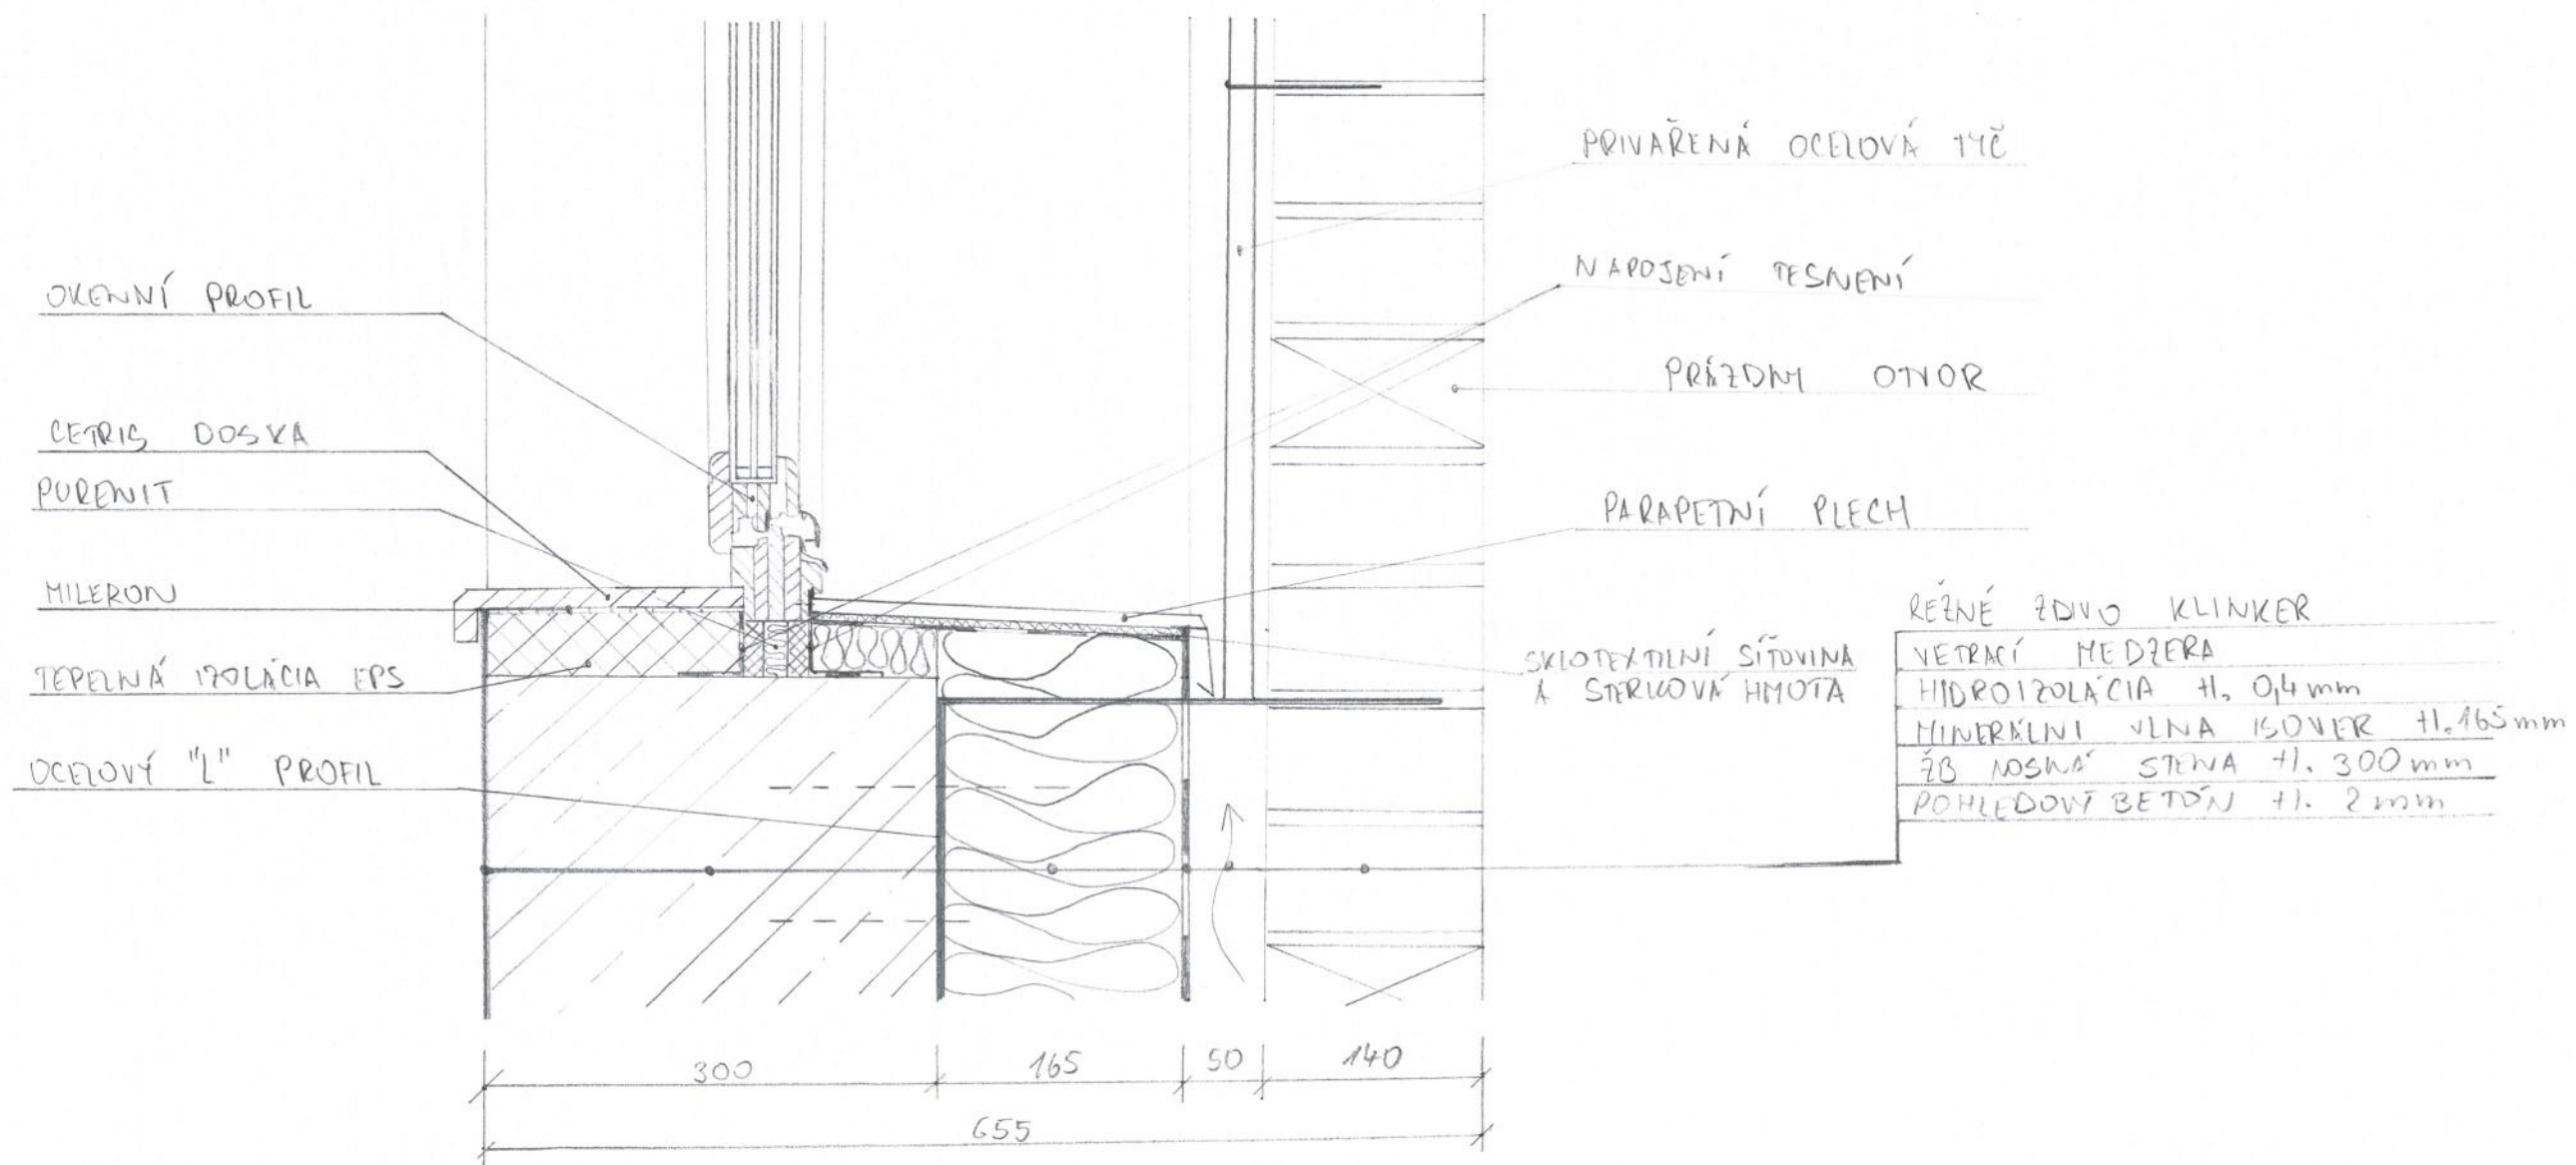 OKENNÍ PROFIL
CETRIS DOSKA
PURENIT
MILERON
TEPELNÁ IZOLÁCIA EPS
OCELOVÝ "L" PROFIL
PRIVAŘENÁ OCELOVÁ TYČ
NAPOJENÍ TESNENÍ
PRÁZDNY OTVOR
PARAPETNÍ PLECH
SKLOTEXTILNÍ SÍŤOVINA
A STERKOVÁ HMOTA
REŽNÉ ZDIVO KLINKER
VETRACÍ MEDZERA
HIDROIZOLÁCIA tl. 0,4 mm
MINERÁLNI VLNA ISOVER tl. 165 mm
ŽB NOSNÁ STENA tl. 300 mm
POHLEDOVÝ BETÓN tl. 2 mm
300 165 50 140
655